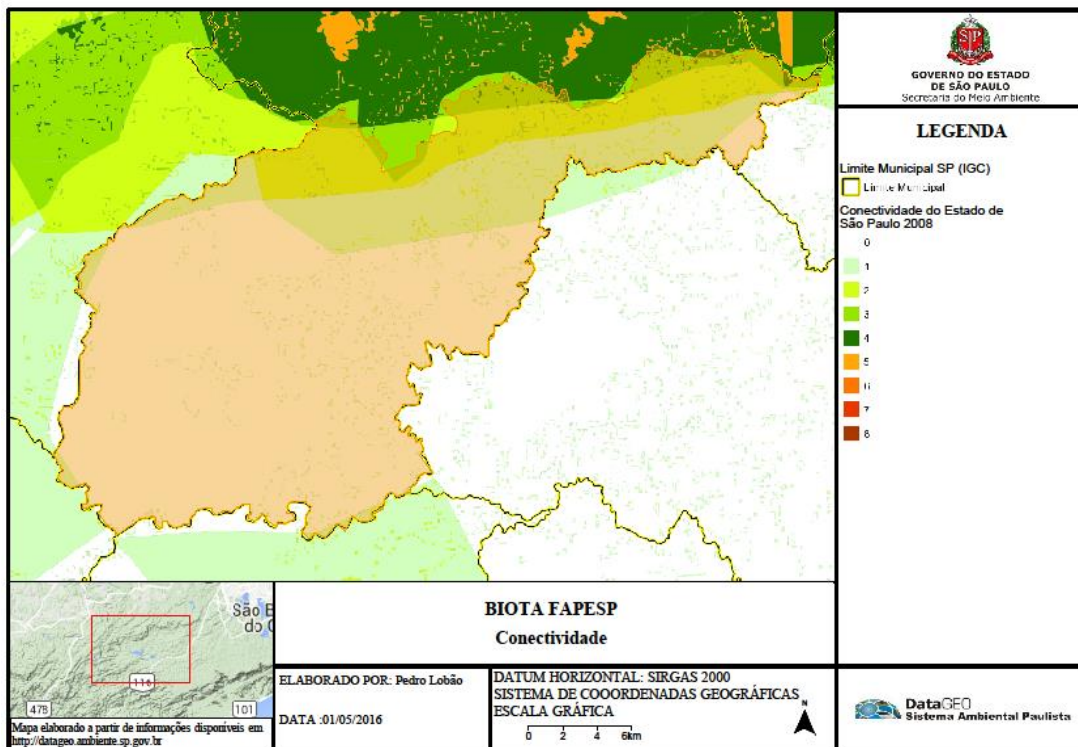 GOVERNO DO ESTADO
DE SÃO PAULO
Secretaria do Meio Ambiente
LEGENDA
Limite Municipal SP (IGC)
Limite Municipal
Conectividade do Estado de
São Paulo 2008
0
1
2
3
4
5
6
7
8
São B
do C
116
478
101
Mapa elaborado a partir de informações disponíveis em
http://datageo.ambiente.sp.gov.br
BIOTA FAPESP
Conectividade
ELABORADO POR: Pedro Lobão
DATA :01/05/2016
DATUM HORIZONTAL: SIRGAS 2000
SISTEMA DE COOORDENADAS GEOGRÁFICAS
ESCALA GRÁFICA
0 2 4 6km
N
DataGEO
Sistema Ambiental Paulista